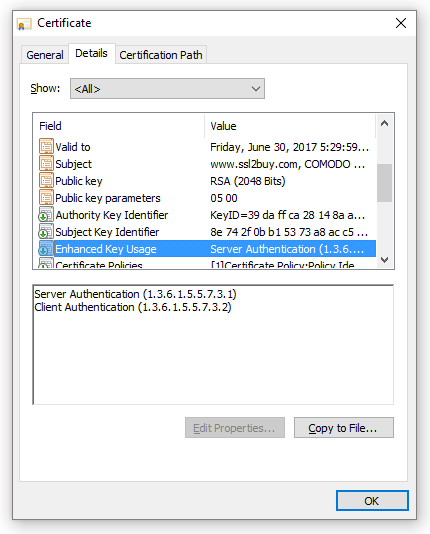 Certificate
General Details Certification Path
Show: <All>
Field Value
Valid to Friday, June 30, 2017 5:29:59...
Subject www.ssl2buy.com, COMODO ...
Public key RSA (2048 Bits)
Public key parameters 05 00
Authority Key Identifier KeyID=39 da ff ca 28 14 8a a...
Subject Key Identifier 8e 74 2f 0b b1 53 73 a8 ac c5 ...
Enhanced Key Usage Server Authentication (1.3.6....
Certificate Policies [1]Certificate Policy:Policy Ide...
Server Authentication (1.3.6.1.5.5.7.3.1)
Client Authentication (1.3.6.1.5.5.7.3.2)
Edit Properties... Copy to File...
OK